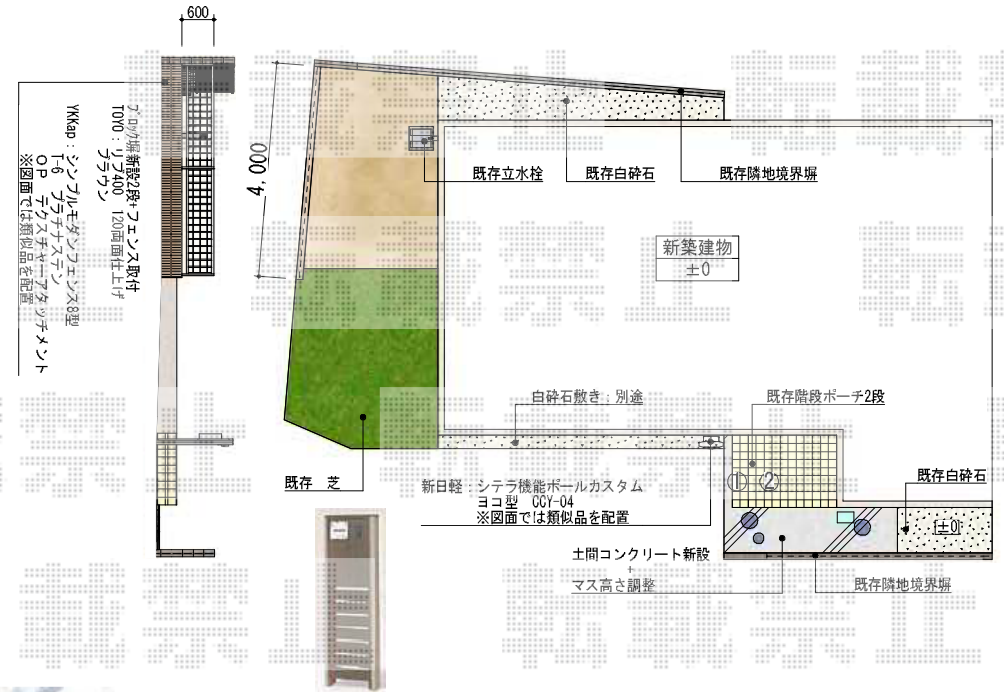 600
ブロック塀新設2段+フェンス取付
TOYO：リブ400 120両面仕上げ
ブラウン
YKKap：シンプルモダンフェンス8型
T-6 プラチナステン
OP テクスチャーアタッチメント
※図面では類似品を配置
4,000
既存立水栓
既存白砕石
既存隣地境界塀
新築建物
±0
白砕石敷き：別途
既存階段ポーチ2段
① ②
既存 芝
新日軽：シテラ機能ポールカスタム
ヨコ型 CCY-04
※図面では類似品を配置
既存白砕石
±0
土間コンクリート新設
+
マス高さ調整
既存隣地境界塀
転載禁止